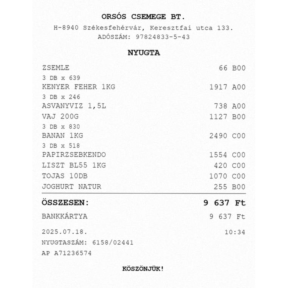 ORSÓS CSEMEGE BT.
H-8940 Székesfehérvár, Keresztfai utca 133.
ADÓSZÁM: 97824833-5-43
NYUGTA
ZSEMLE 66 B00
3 DB x 639
KENYER FEHER 1KG 1917 A00
3 DB x 246
ASVANYVIZ 1,5L 738 A00
VAJ 200G 1127 B00
3 DB x 830
BANAN 1KG 2490 C00
3 DB x 518
PAPIRZSEBKENDO 1554 C00
LISZT BL55 1KG 420 C00
TOJAS 10DB 1070 C00
JOGHURT NATUR 255 B00
ÖSSZESEN: 9 637 Ft
BANKKÁRTYA 9 637 Ft
2025.07.18. 10:34
NYUGTASZÁM: 6158/02441
AP A71236574
KÖSZÖNJÜK!